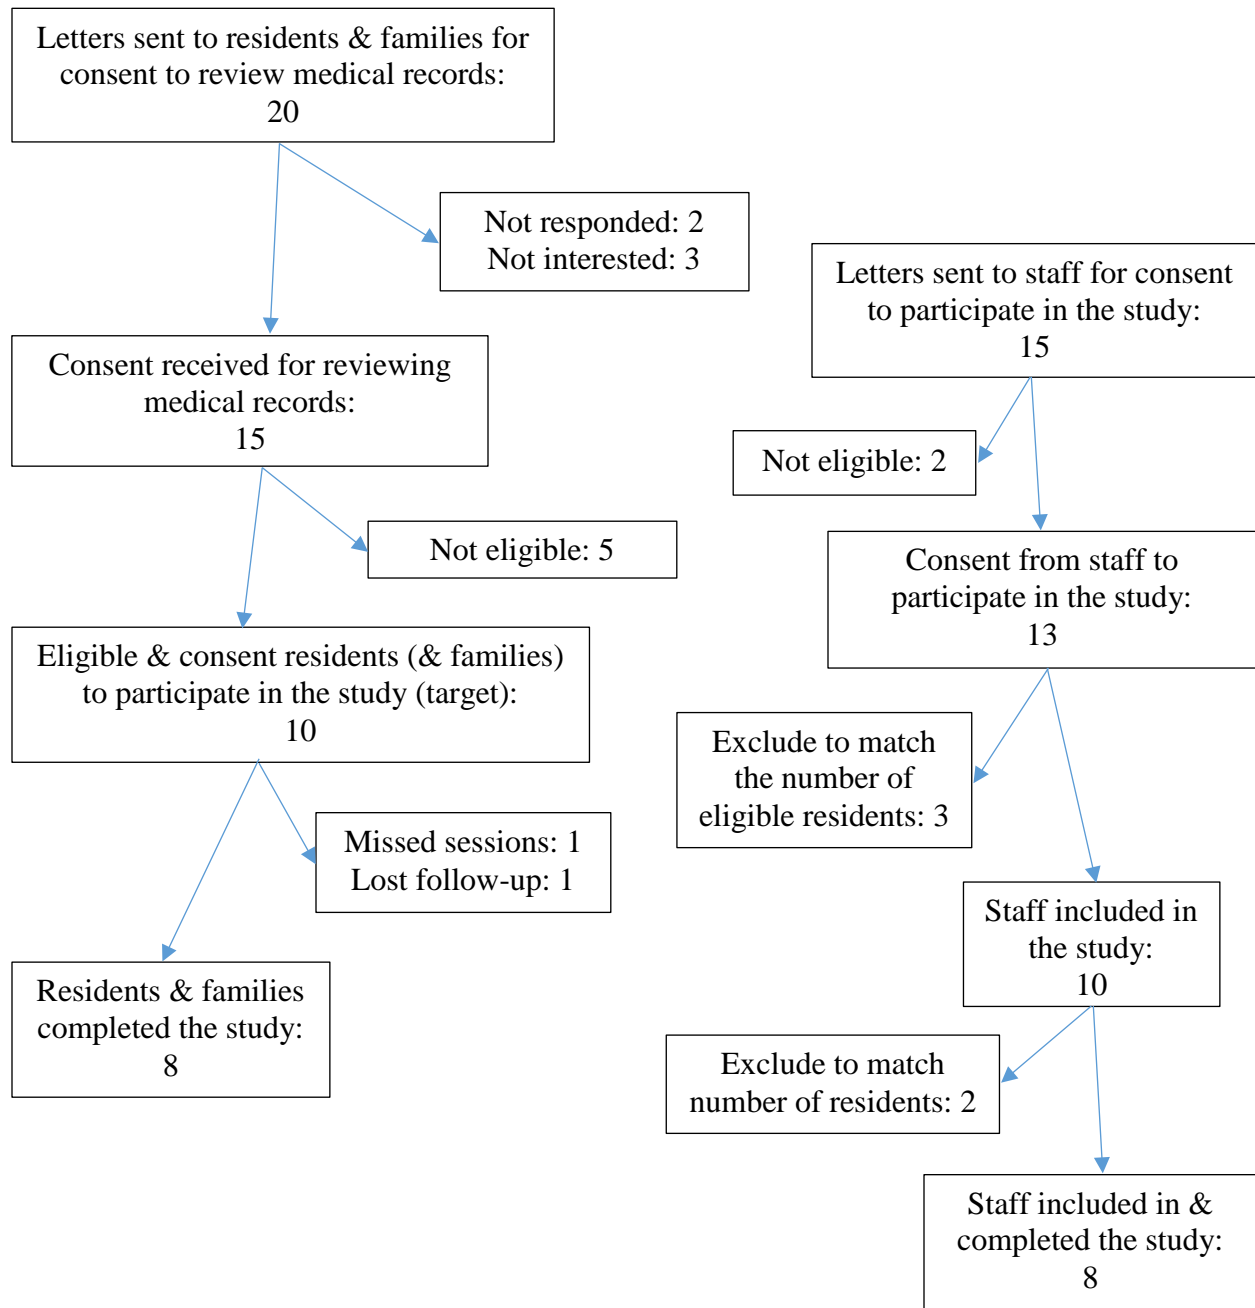 Letters sent to residents & families for
consent to review medical records:
20
Not responded: 2
Not interested: 3
Consent received for reviewing
medical records:
15
Not eligible: 5
Eligible & consent residents (& families)
to participate in the study (target):
10
Missed sessions: 1
Lost follow-up: 1
Residents & families
completed the study:
8
Letters sent to staff for consent
to participate in the study:
15
Not eligible: 2
Consent from staff to
participate in the study:
13
Exclude to match
the number of
eligible residents: 3
Staff included in
the study:
10
Exclude to match
number of residents: 2
Staff included in &
completed the study:
8